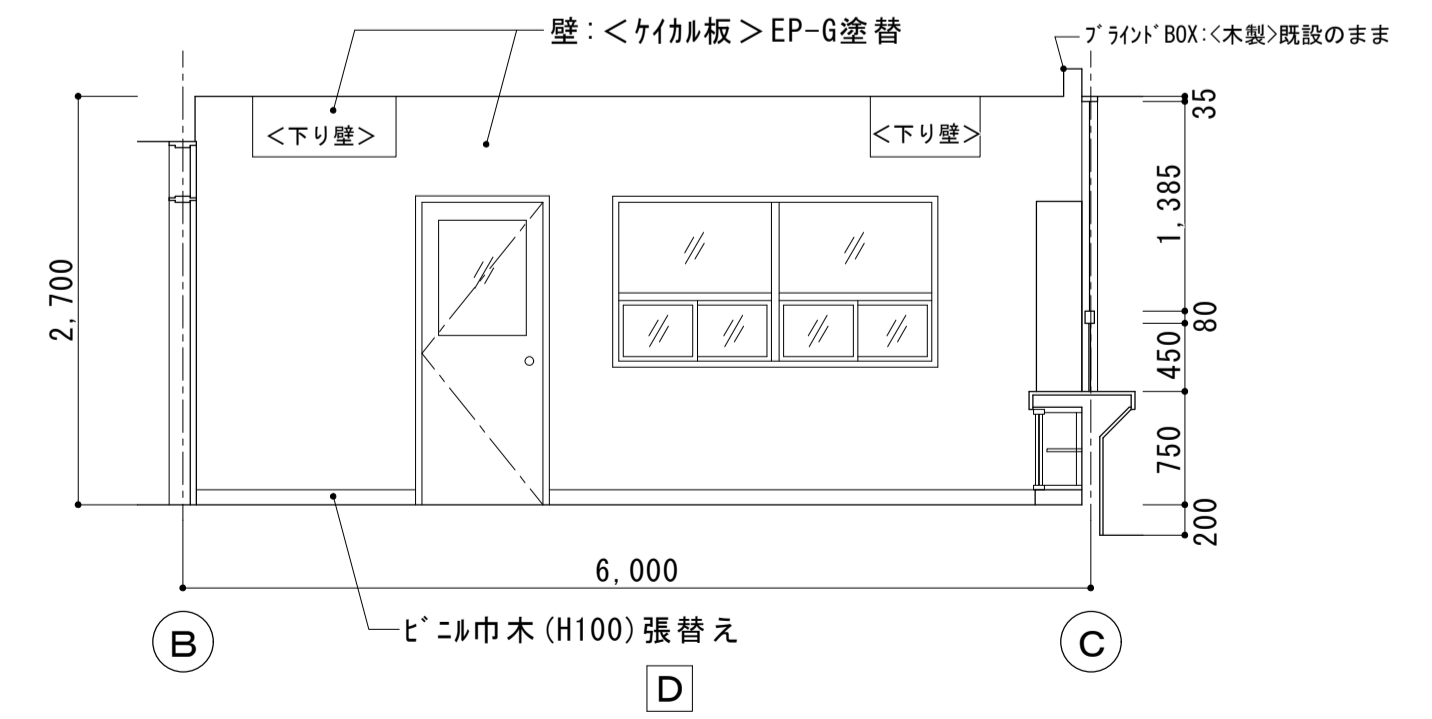 壁:<ｹｲｶﾙ板>EP-G塗替
ﾌﾞﾗｲﾝﾄﾞBOX:<木製>既設のまま
<下り壁>
<下り壁>
35
1,385
80
450
750
200
2,700
6,000
ﾋﾞﾆﾙ巾木(H100)張替え
B
C
D